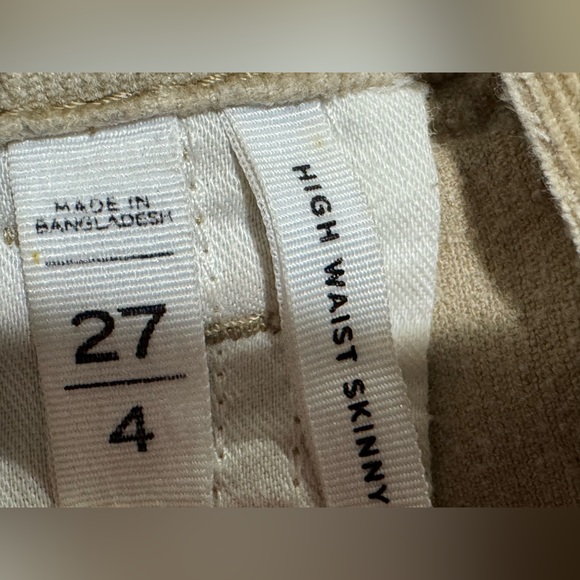 MADE IN
BANGLADESH
27
4
HIGH WAIST SKINNY